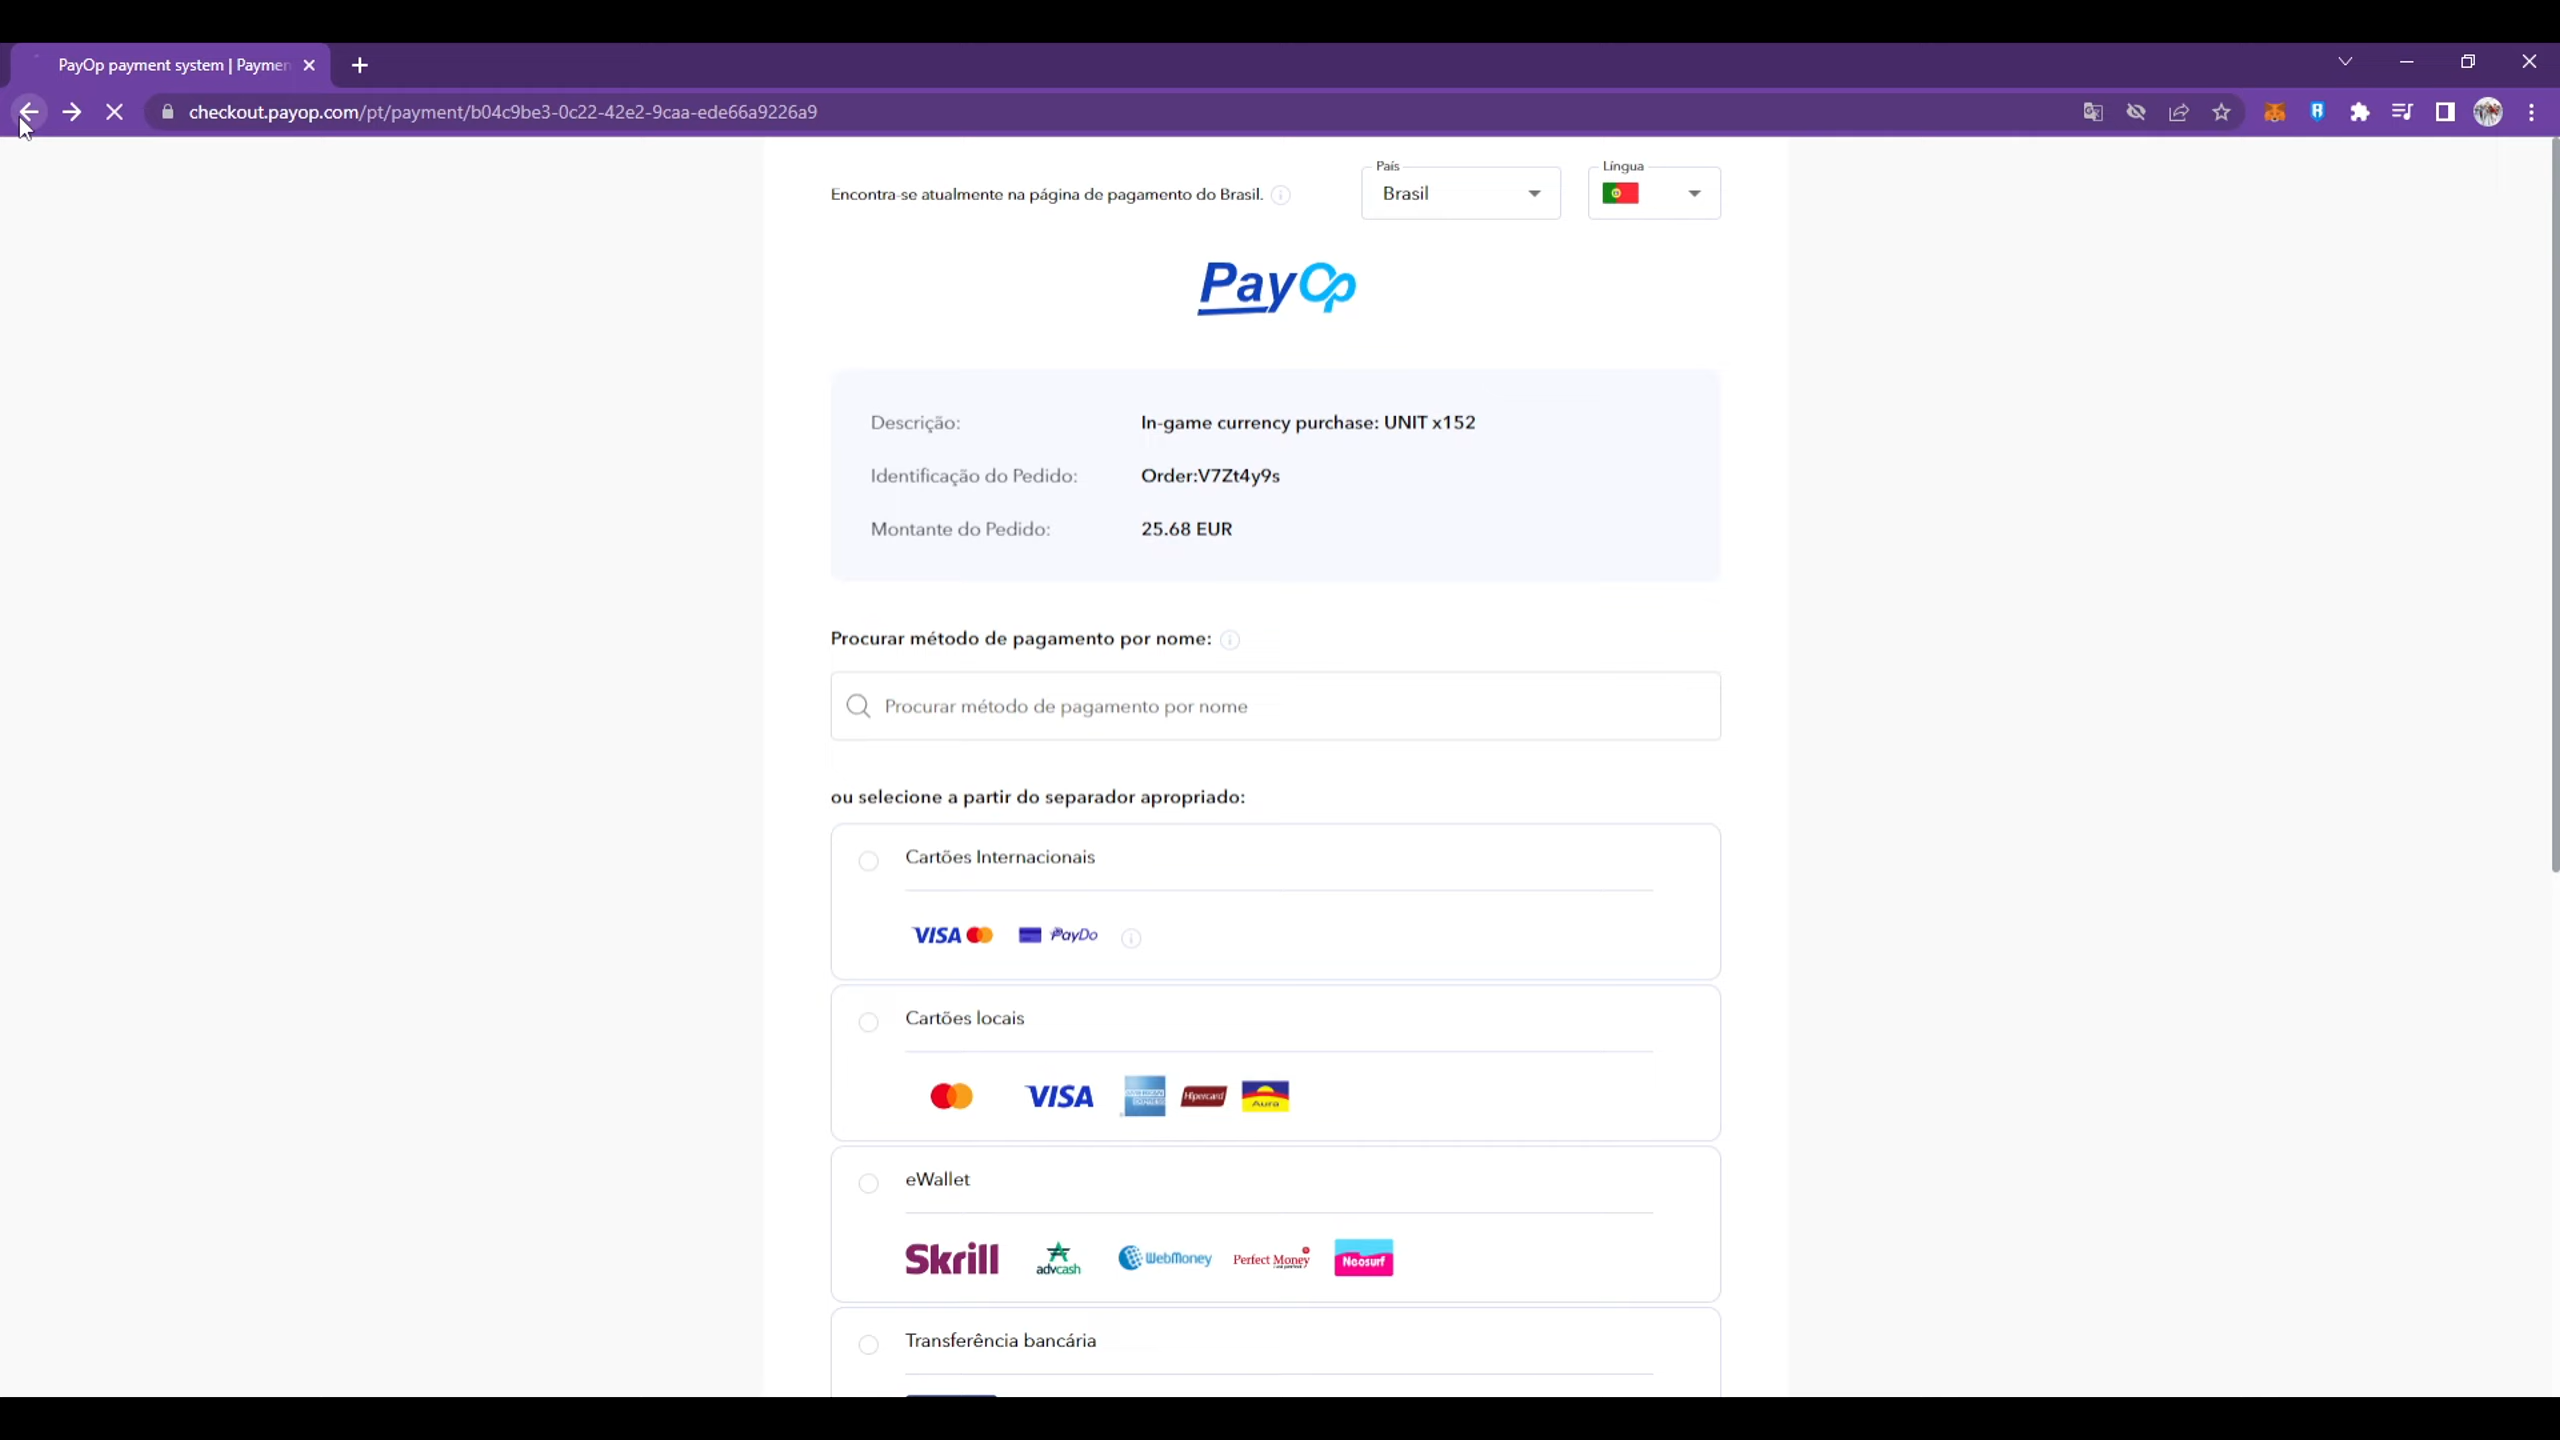 PayOp payment system | Paymen
checkout.payop.com/pt/payment/b04c9be3-0c22-42e2-9caa-ede66a9226a9
País
Língua
Encontra-se atualmente na página de pagamento do Brasil.
Brasil
PayOp
Descrição:
In-game currency purchase: UNIT x152
Identificação do Pedido:
Order:V7Zt4y9s
Montante do Pedido:
25.68 EUR
Procurar método de pagamento por nome:
Procurar método de pagamento por nome
ou selecione a partir do separador apropriado:
Cartões Internacionais
VISA PayDo
Cartões locais
VISA AMERICAN EXPRESS Hipercard Aura
eWallet
Skrill advcash WebMoney Perfect Money Neosurf
Transferência bancária